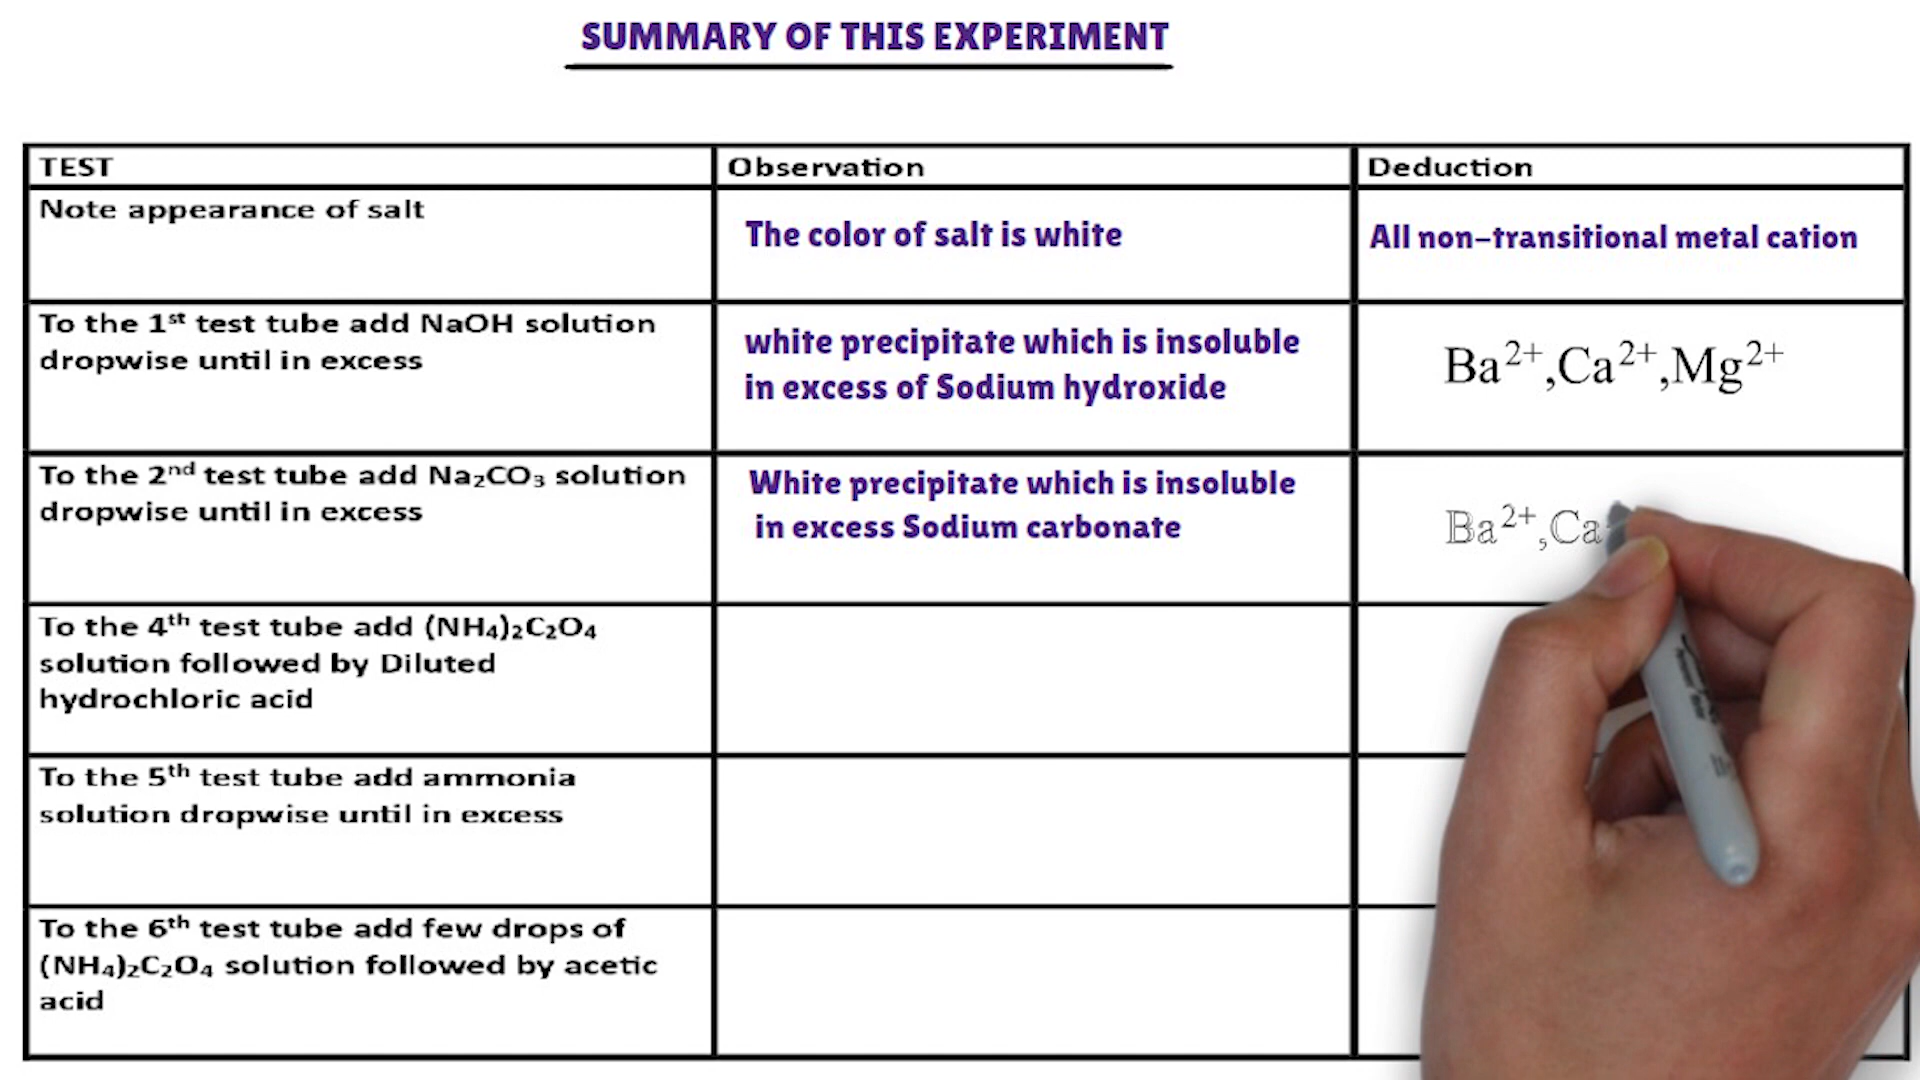 SUMMARY OF THIS EXPERIMENT
TEST
Observation
Deduction
Note appearance of salt
The color of salt is white
All non-transitional metal cation
To the 1ˢᵗ test tube add NaOH solution
dropwise until in excess
white precipitate which is insoluble
in excess of Sodium hydroxide
Ba²⁺,Ca²⁺,Mg²⁺
To the 2ⁿᵈ test tube add Na₂CO₃ solution
dropwise until in excess
White precipitate which is insoluble
in excess Sodium carbonate
Ba²⁺,Ca
To the 4ᵗʰ test tube add (NH₄)₂C₂O₄
solution followed by Diluted
hydrochloric acid
To the 5ᵗʰ test tube add ammonia
solution dropwise until in excess
To the 6ᵗʰ test tube add few drops of
(NH₄)₂C₂O₄ solution followed by acetic
acid